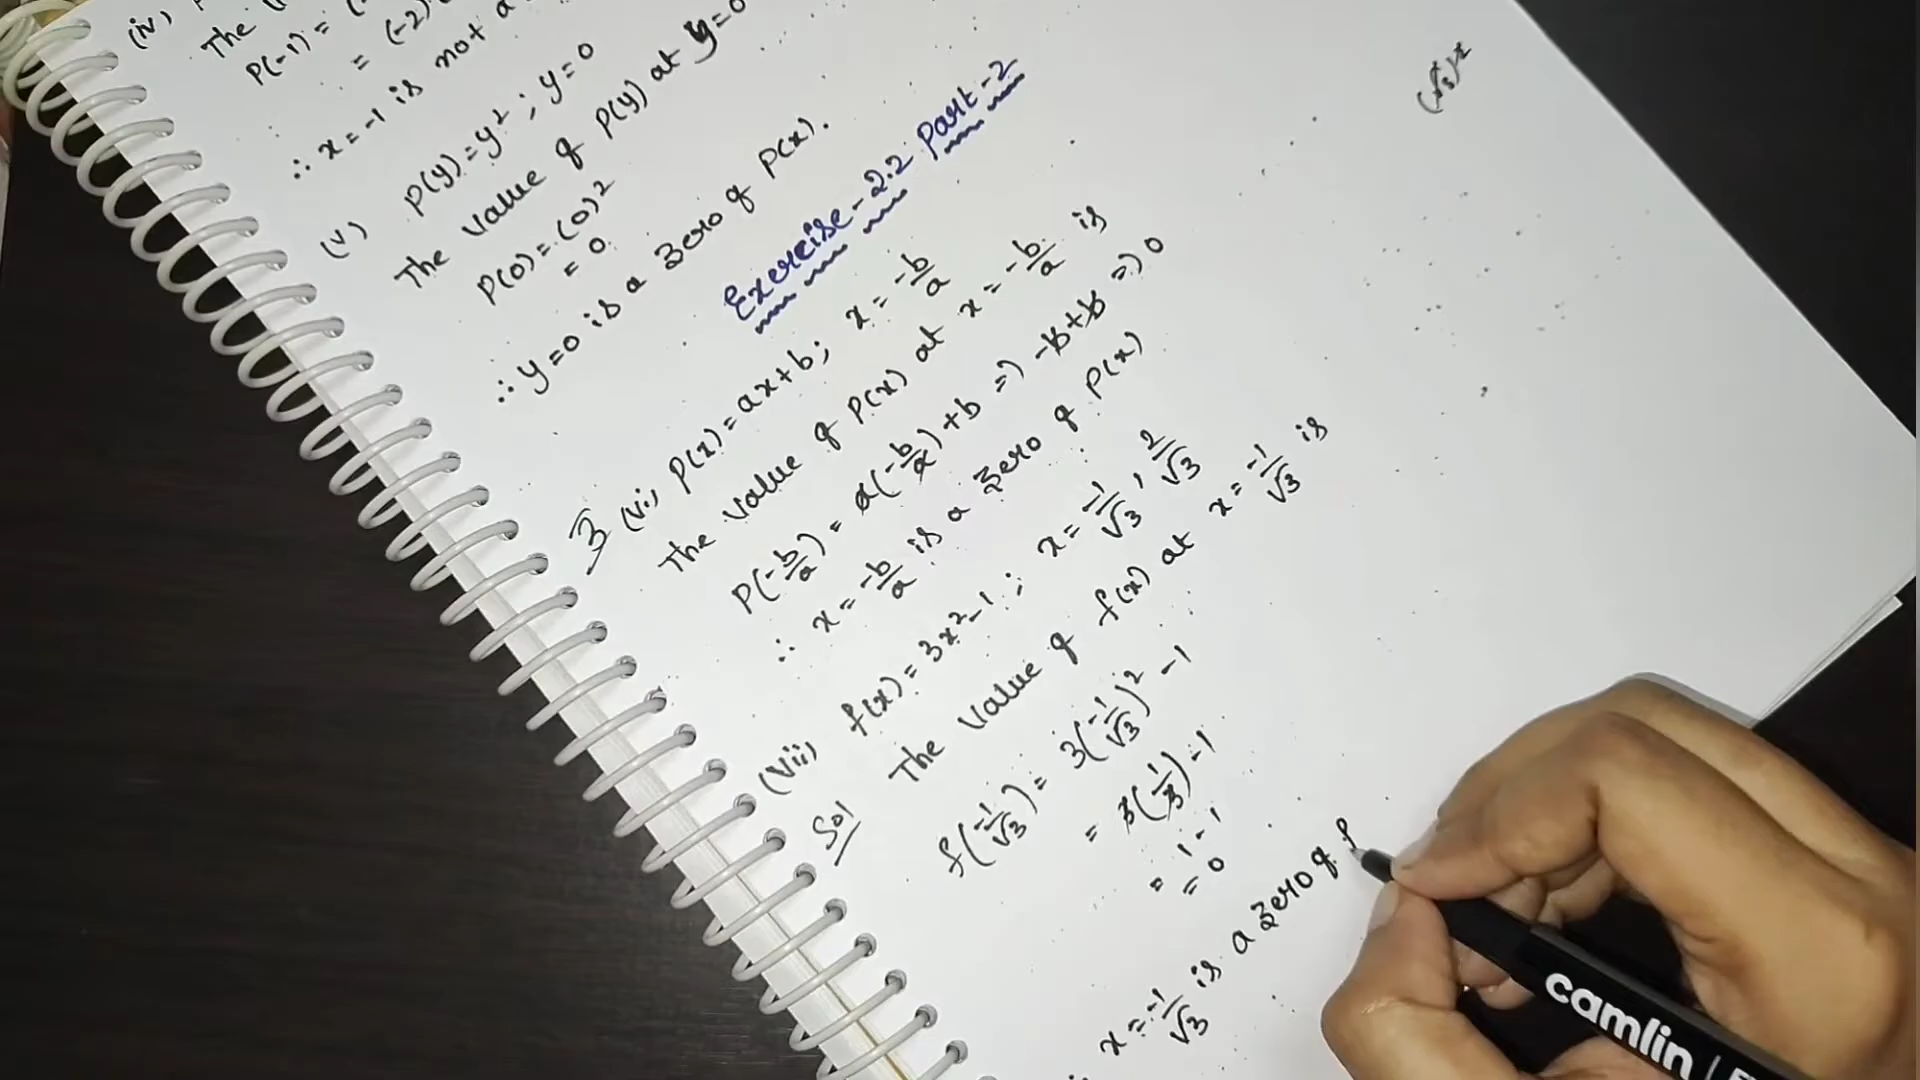 (iv)
The
P(-1) = (
= (-2)
∴ x = -1 is not a
(v) P(y) = y² ; y = 0
The value of P(y) at y = 0
P(0) = (0)²
= 0
∴ y = 0 is a zero of P(x).
Exercise - 2.2 Part - 2
3 (vi) P(x) = ax + b ; x = -b/a
The value of P(x) at x = -b/a is
P(-b/a) = a(-b/a) + b => -b + b => 0
∴ x = -b/a is a zero of P(x)
(vii) f(x) = 3x² - 1 ; x = -1/√3 , 2/√3
Sol The value of f(x) at x = -1/√3 is
f(-1/√3) = 3(-1/√3)² - 1
= 3(1/3) - 1
= 1 - 1
= 0
x = -1/√3 is a zero of
camlin